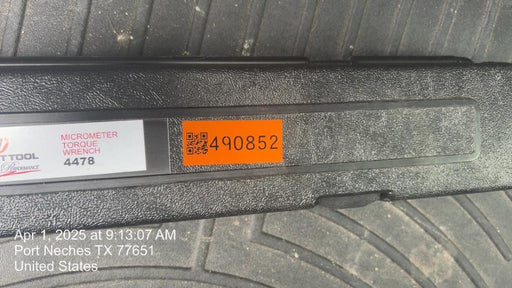 MICROMETER
TORQUE
WRENCH
4478
TTOOL
Performance
490852
Apr 1, 2025 at 9:13:07 AM
Port Neches TX 77651
United States